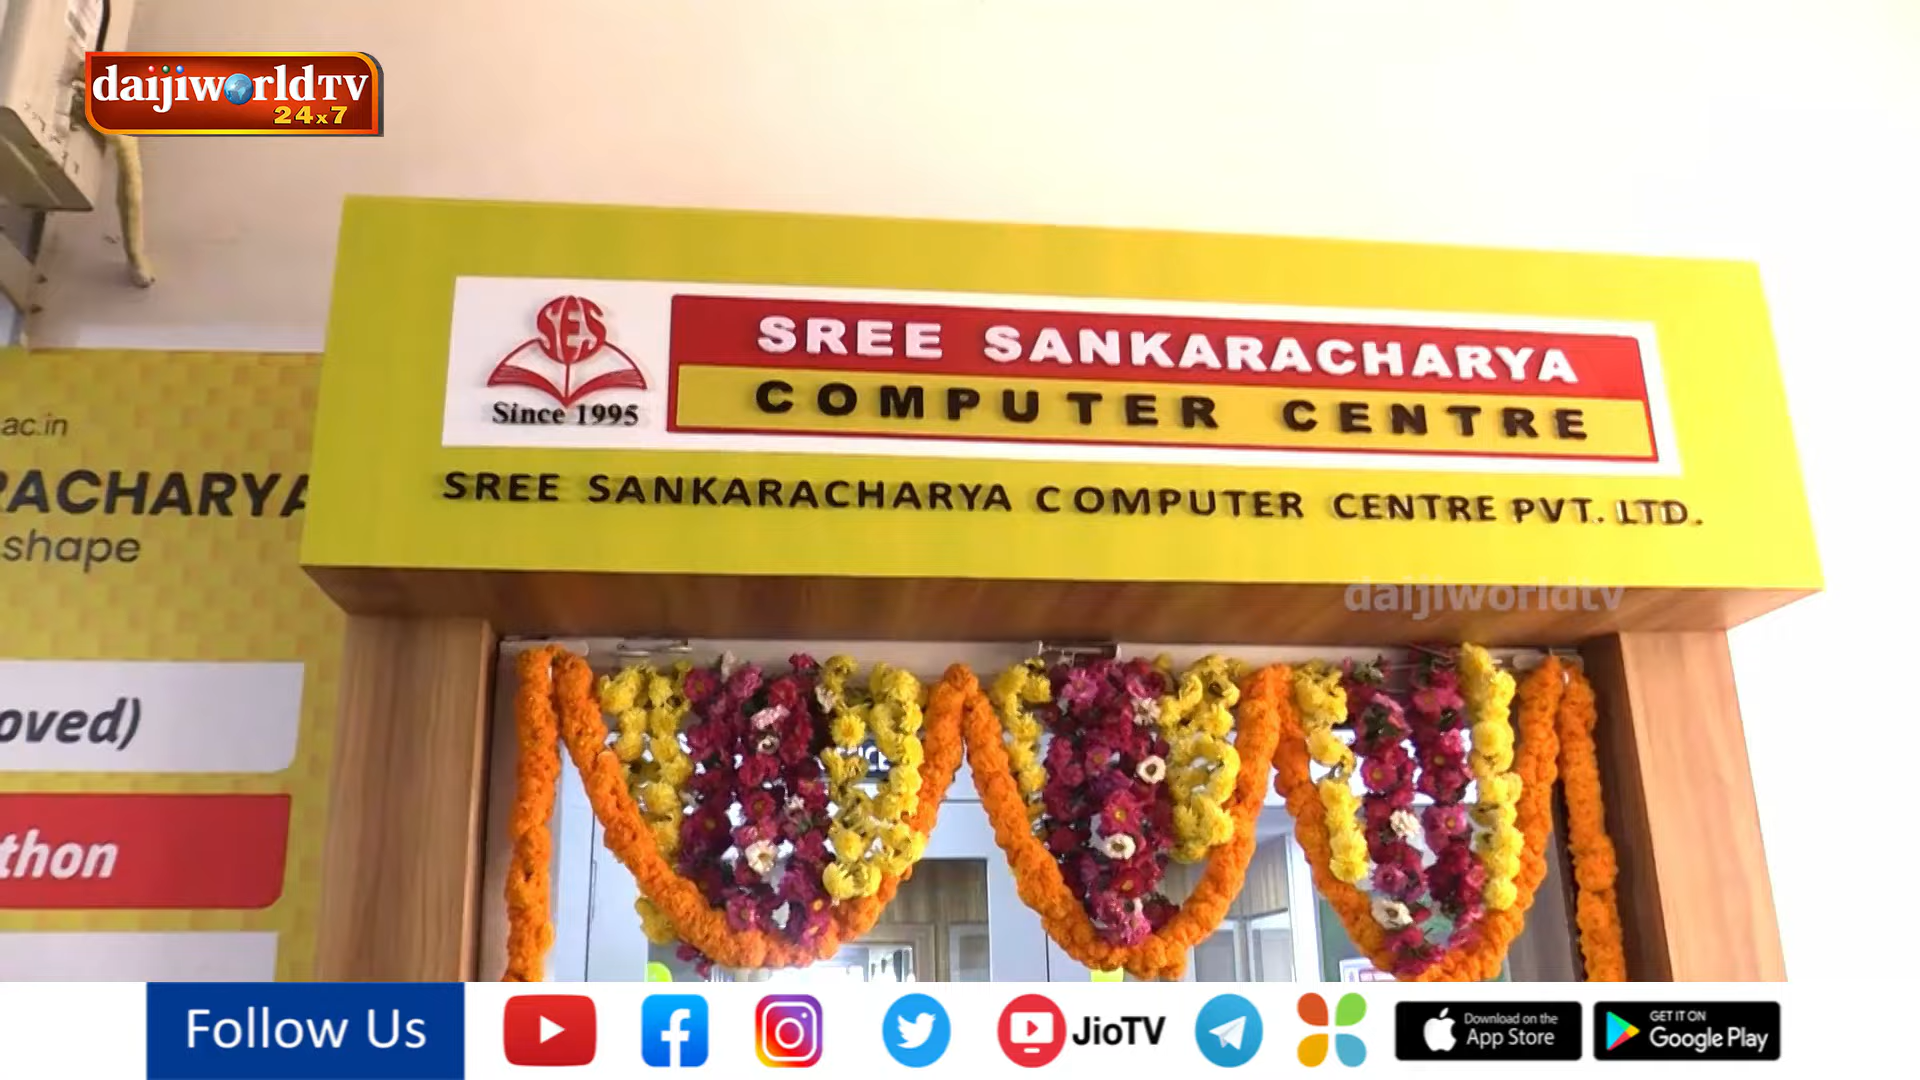 daijiworldTV
24x7
SES
Since 1995
SREE SANKARACHARYA
COMPUTER CENTRE
SREE SANKARACHARYA COMPUTER CENTRE PVT. LTD.
ac.in
RACHARYA
shape
oved)
thon
daijiworldtv
Follow Us
JioTV
Download on the
App Store
GET IT ON
Google Play